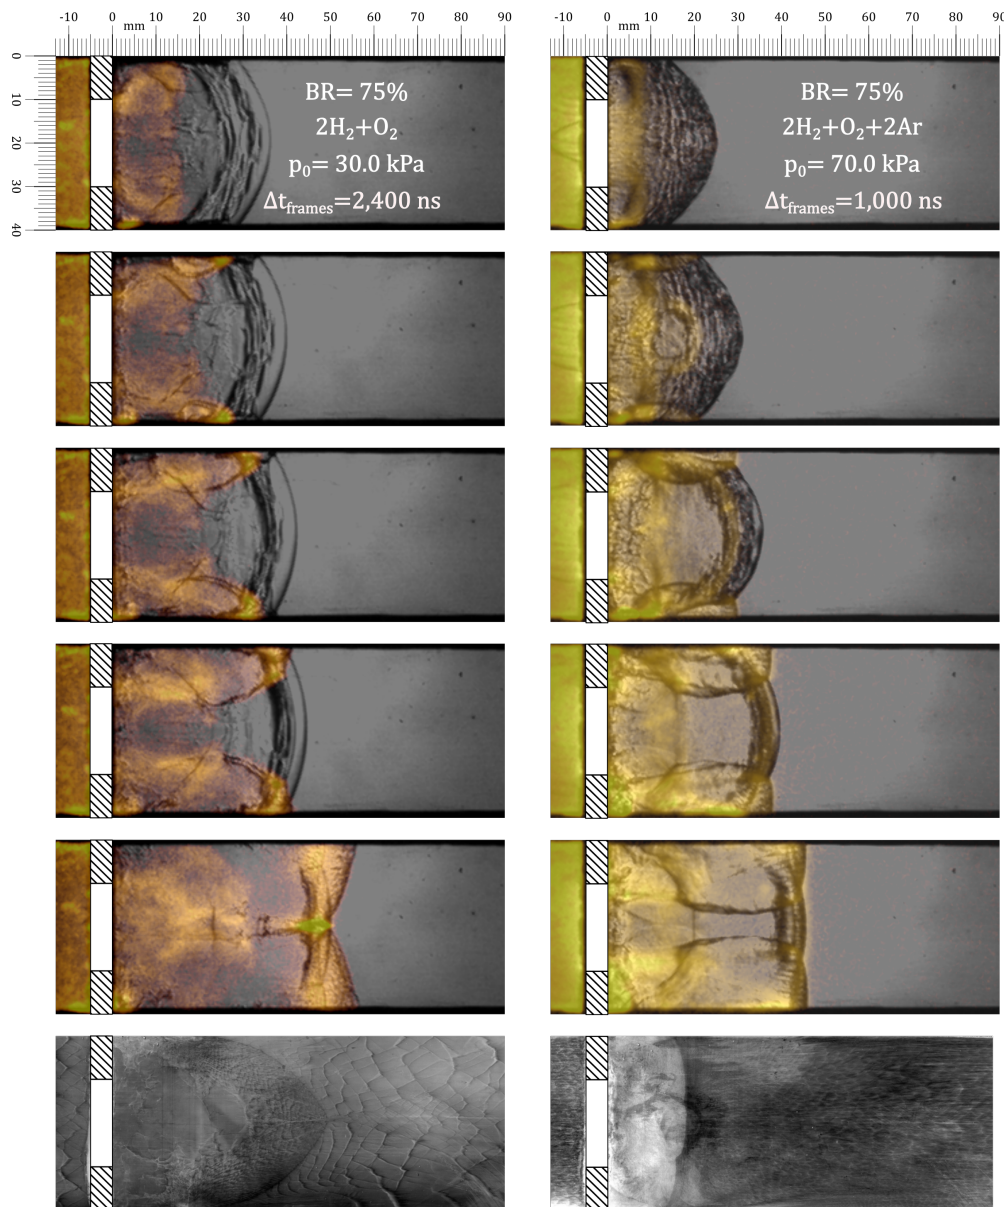 -10 0 10 20 30 40 50 60 70 80 90
mm
0
10
20
30
40
BR= 75%
2H₂+O₂
p₀= 30.0 kPa
Δt_frames=2,400 ns
-10 0 10 20 30 40 50 60 70 80 90
mm
BR= 75%
2H₂+O₂+2Ar
p₀= 70.0 kPa
Δt_frames=1,000 ns